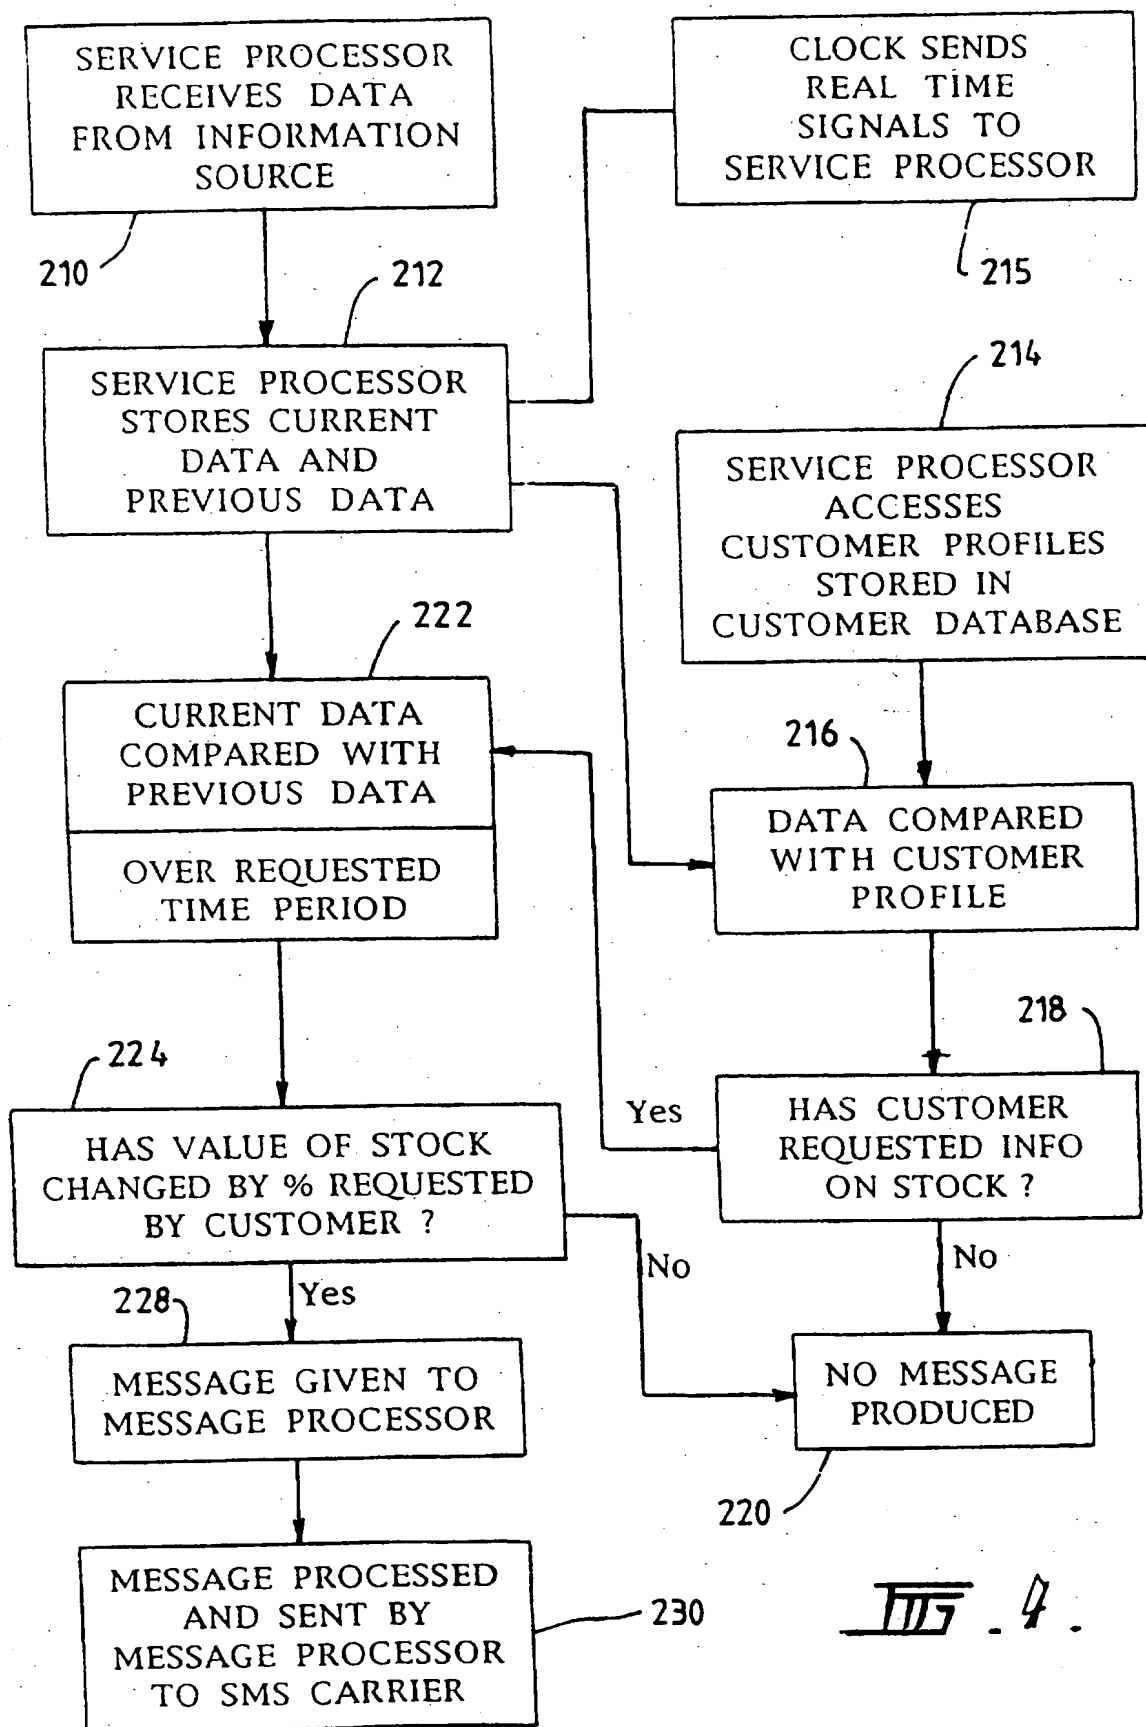 SERVICE PROCESSOR
RECEIVES DATA
FROM INFORMATION
SOURCE
210
CLOCK SENDS
REAL TIME
SIGNALS TO
SERVICE PROCESSOR
215
212
SERVICE PROCESSOR
STORES CURRENT
DATA AND
PREVIOUS DATA
214
SERVICE PROCESSOR
ACCESSES
CUSTOMER PROFILES
STORED IN
CUSTOMER DATABASE
222
CURRENT DATA
COMPARED WITH
PREVIOUS DATA
OVER REQUESTED
TIME PERIOD
216
DATA COMPARED
WITH CUSTOMER
PROFILE
218
HAS CUSTOMER
REQUESTED INFO
ON STOCK ?
Yes
No
224
HAS VALUE OF STOCK
CHANGED BY % REQUESTED
BY CUSTOMER ?
No
Yes
228
MESSAGE GIVEN TO
MESSAGE PROCESSOR
NO MESSAGE
PRODUCED
220
MESSAGE PROCESSED
AND SENT BY
MESSAGE PROCESSOR
TO SMS CARRIER
230
FIG.